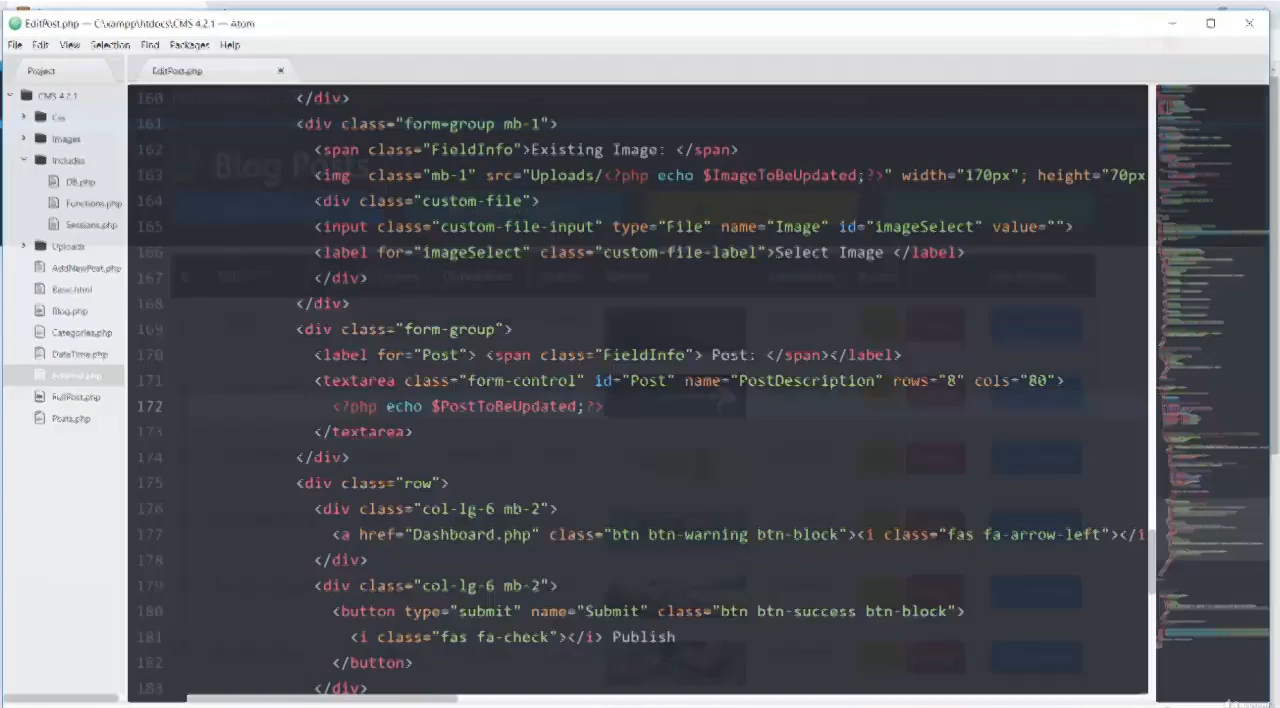 EditPost.php — C:\xampp\htdocs\CMS 4.2.1 — Atom
File Edit View Selection Find Packages Help
Project
EditPost.php
CMS 4.2.1
Css
Images
Includes
DB.php
Functions.php
Sessions.php
Uploads
AddNewPost.php
Basic.html
Blog.php
Categories.php
DateTime.php
EditPost.php
FullPost.php
Posts.php
Blog Posts
160 </div>
161 <div class="form-group mb-1">
162 <span class="FieldInfo">Existing Image: </span>
163 <img  class="mb-1" src="Uploads/<?php echo $ImageToBeUpdated;?>" width="170px"; height="70px
164 <div class="custom-file">
165 <input class="custom-file-input" type="File" name="Image" id="imageSelect" value="">
166 <label for="imageSelect" class="custom-file-label">Select Image </label>
167 </div>
168 </div>
169 <div class="form-group">
170 <label for="Post"> <span class="FieldInfo"> Post: </span></label>
171 <textarea class="form-control" id="Post" name="PostDescription" rows="8" cols="80">
172 <?php echo $PostToBeUpdated;?>
173 </textarea>
174 </div>
175 <div class="row">
176 <div class="col-lg-6 mb-2">
177 <a href="Dashboard.php" class="btn btn-warning btn-block"><i class="fas fa-arrow-left"></i
178 </div>
179 <div class="col-lg-6 mb-2">
180 <button type="submit" name="Submit" class="btn btn-success btn-block">
181 <i class="fas fa-check"></i> Publish
182 </button>
183 </div>